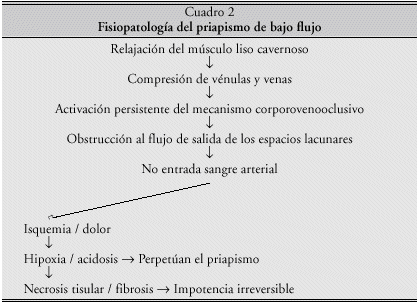 Cuadro 2
Fisiopatología del priapismo de bajo flujo
Relajación del músculo liso cavernoso
↓
Compresión de vénulas y venas
↓
Activación persistente del mecanismo corporovenooclusivo
↓
Obstrucción al flujo de salida de los espacios lacunares
↓
No entrada sangre arterial
Isquemia / dolor
↓
Hipoxia / acidosis → Perpetúan el priapismo
↓
Necrosis tisular / fibrosis → Impotencia irreversible